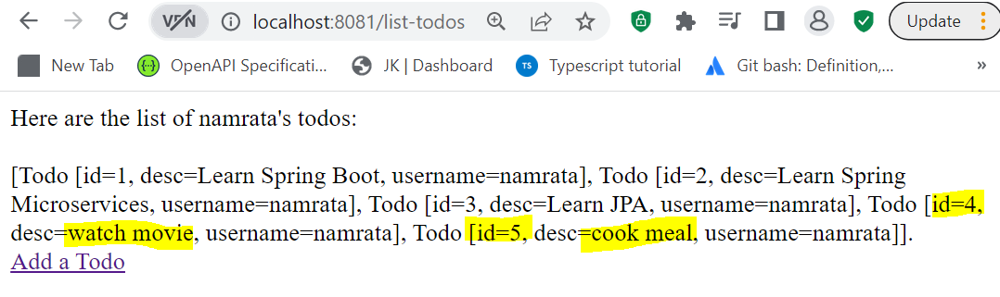 VPN
localhost:8081/list-todos
Update
New Tab
{··}
OpenAPI Specificati...
JK | Dashboard
TS
Typescript tutorial
Git bash: Definition,...
»
Here are the list of namrata's todos:
[Todo [id=1, desc=Learn Spring Boot, username=namrata], Todo [id=2, desc=Learn Spring
Microservices, username=namrata], Todo [id=3, desc=Learn JPA, username=namrata], Todo [id=4,
desc=watch movie, username=namrata], Todo [id=5, desc=cook meal, username=namrata]].
Add a Todo